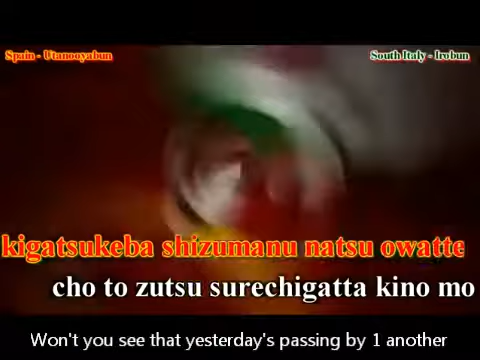 Spain - Utanooyabun
South Italy - Irobun
kigatsukeba shizumanu natsu owatte
cho to zutsu surechigatta kino mo
Won't you see that yesterday's passing by 1 another